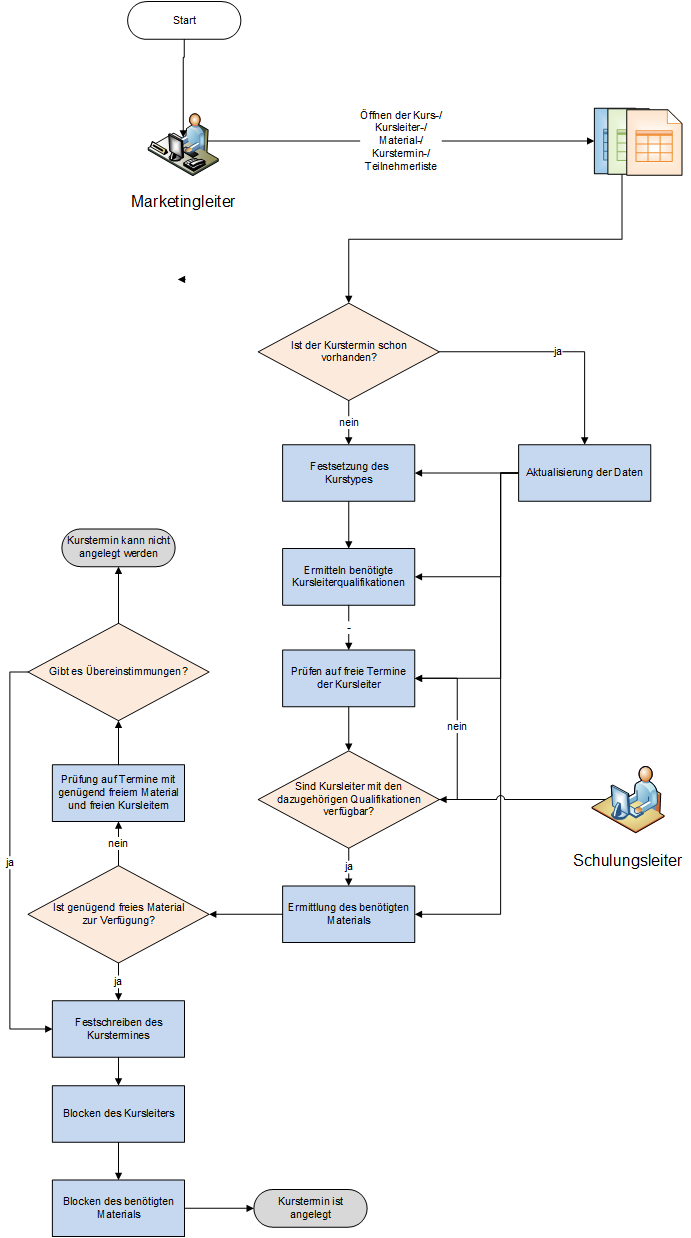 Start
Öffnen der Kurs-/
Kursleiter-/
Material-/
Kurstermin-/
Teilnehmerliste
Marketingleiter
Ist der Kurstermin schon
vorhanden?
ja
nein
Festsetzung des
Kurstypes
Aktualisierung der Daten
Kurstermin kann nicht
angelegt werden
Ermitteln benötigte
Kursleiterqualifikationen
-
Gibt es Übereinstimmungen?
Prüfen auf freie Termine
der Kursleiter
nein
Prüfung auf Termine mit
genügend freiem Material
und freien Kursleitern
Sind Kursleiter mit den
dazugehörigen Qualifikationen
verfügbar?
Schulungsleiter
nein
ja
ja
Ist genügend freies Material
zur Verfügung?
Ermittlung des benötigten
Materials
ja
Festschreiben des
Kurstermines
Blocken des Kursleiters
Blocken des benötigten
Materials
Kurstermin ist
angelegt